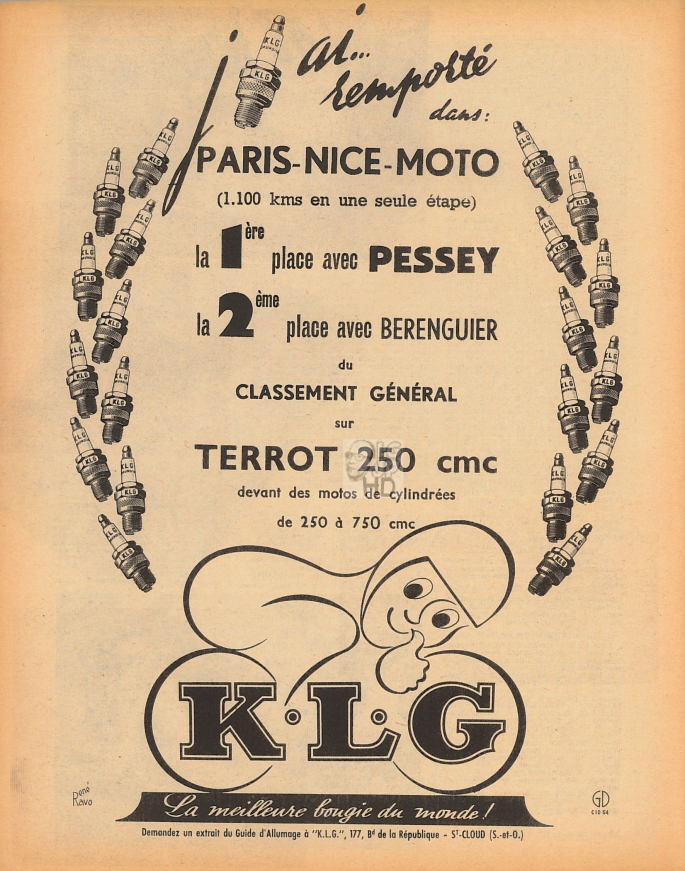 j'ai...
remporté
dans:
PARIS-NICE-MOTO
(1.100 kms en une seule étape)
la 1ère place avec PESSEY
la 2ème place avec BERENGUIER
du
CLASSEMENT GÉNÉRAL
sur
TERROT 250 cmc
devant des motos de cylindrées
de 250 à 750 cmc
K·L·G
La meilleure bougie du monde!
Demandez un extrait du Guide d'Allumage à "K.L.G.", 177, Bd de la République - St-CLOUD (S.-et-O.)
René
Ravo
GD